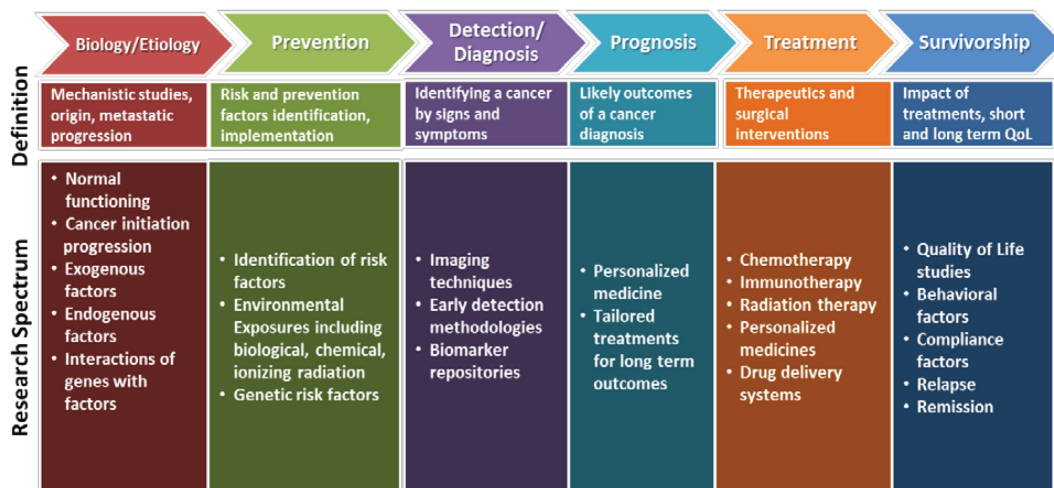 Biology/Etiology
Prevention
Detection/
Diagnosis
Prognosis
Treatment
Survivorship
Definition
Mechanistic studies,
origin, metastatic
progression
Risk and prevention
factors identification,
implementation
Identifying a cancer
by signs and
symptoms
Likely outcomes
of a cancer
diagnosis
Therapeutics and
surgical
interventions
Impact of
treatments, short
and long term QoL
Research Spectrum
• Normal
functioning
• Cancer initiation
progression
• Exogenous
factors
• Endogenous
factors
• Interactions of
genes with
factors
• Identification of risk
factors
• Environmental
Exposures including
biological, chemical,
ionizing radiation
• Genetic risk factors
• Imaging
techniques
• Early detection
methodologies
• Biomarker
repositories
• Personalized
medicine
• Tailored
treatments
for long term
outcomes
• Chemotherapy
• Immunotherapy
• Radiation therapy
• Personalized
medicines
• Drug delivery
systems
• Quality of Life
studies
• Behavioral
factors
• Compliance
factors
• Relapse
• Remission